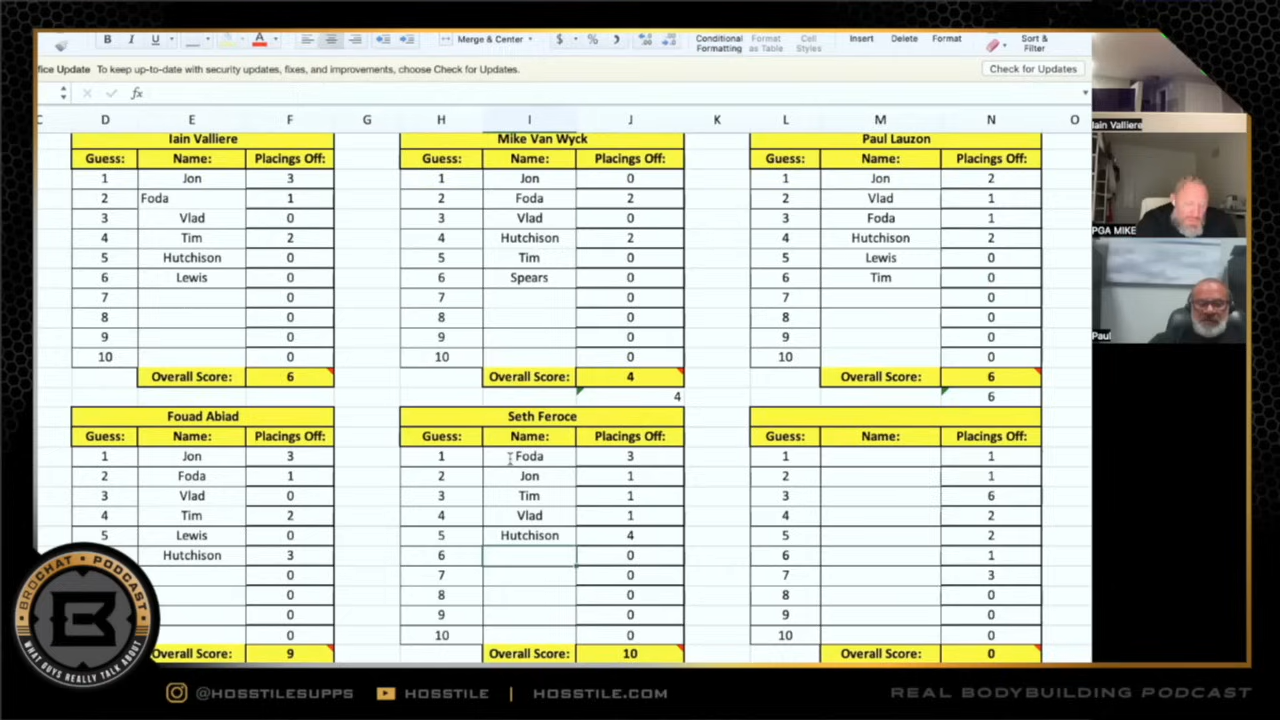 B I U A Merge & Center $ % Conditional Formatting Format as Table Cell Styles Insert Delete Format Sort & Filter
fice Update To keep up-to-date with security updates, fixes, and improvements, choose Check for Updates. Check for Updates
fx
C D E F G H I J K L M N O
Iain Valliere Mike Van Wyck Paul Lauzon
Guess: Name: Placings Off: Guess: Name: Placings Off: Guess: Name: Placings Off:
1 Jon 3 1 Jon 0 1 Jon 2
2 Foda 1 2 Foda 2 2 Vlad 1
3 Vlad 0 3 Vlad 0 3 Foda 1
4 Tim 2 4 Hutchison 2 4 Hutchison 2
5 Hutchison 0 5 Tim 0 5 Lewis 0
6 Lewis 0 6 Spears 0 6 Tim 0
7 0 7 0 7 0
8 0 8 0 8 0
9 0 9 0 9 0
10 0 10 0 10 0
Overall Score: 6 Overall Score: 4 Overall Score: 6
4 6
Fouad Abiad Seth Feroce
Guess: Name: Placings Off: Guess: Name: Placings Off: Guess: Name: Placings Off:
1 Jon 3 1 Foda 3 1 1
2 Foda 1 2 Jon 1 2 1
3 Vlad 0 3 Tim 1 3 6
4 Tim 2 4 Vlad 1 4 2
5 Lewis 0 5 Hutchison 4 5 2
Hutchison 3 6 0 6 1
0 7 0 7 3
0 8 0 8 0
0 9 0 9 0
0 10 0 10 0
Overall Score: 9 Overall Score: 10 Overall Score: 0
Iain Valliere
PGA MIKE
Paul
BROCHAT PODCAST
B
WHAT GUYS REALLY TALK ABOUT
@HOSSTILESUPPS HOSSTILE | HOSSTILE.COM REAL BODYBUILDING PODCAST